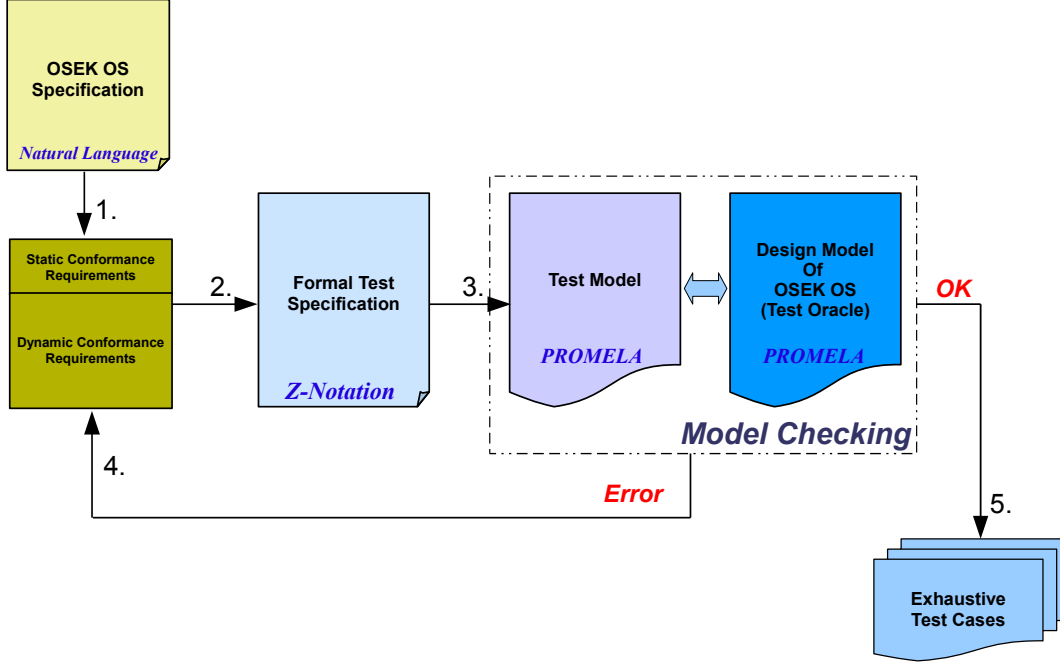 OSEK OS
Specification
Natural Language
1.
Static Conformance
Requirements
Dynamic Conformance
Requirements
2.
Formal Test
Specification
Z-Notation
3.
Test Model
PROMELA
Design Model
Of
OSEK OS
(Test Oracle)
PROMELA
Model Checking
OK
4.
Error
5.
Exhaustive
Test Cases